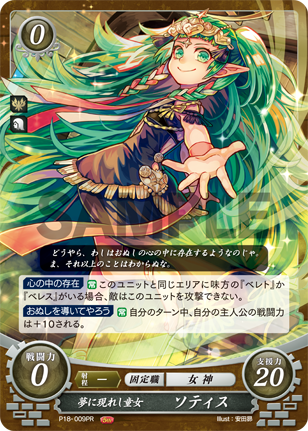 0
0
SAMPLE
どうやら、わしはおぬしの心の中に存在するようなのじゃ。
ま、それ以上のことはわからぬな。
心の中の存在 常 このユニットと同じエリアに味方の『ベレト』か
『ベレス』がいる場合、敵はこのユニットを攻撃できない。
おぬしを導いてやろう 常 自分のターン中、自分の主人公の戦闘力
は+10される。
戦闘力
0
射程 − 固定職 女神
夢に現れし童女 ソティス
支援力
20
P18-009PR
Illust:安田朗